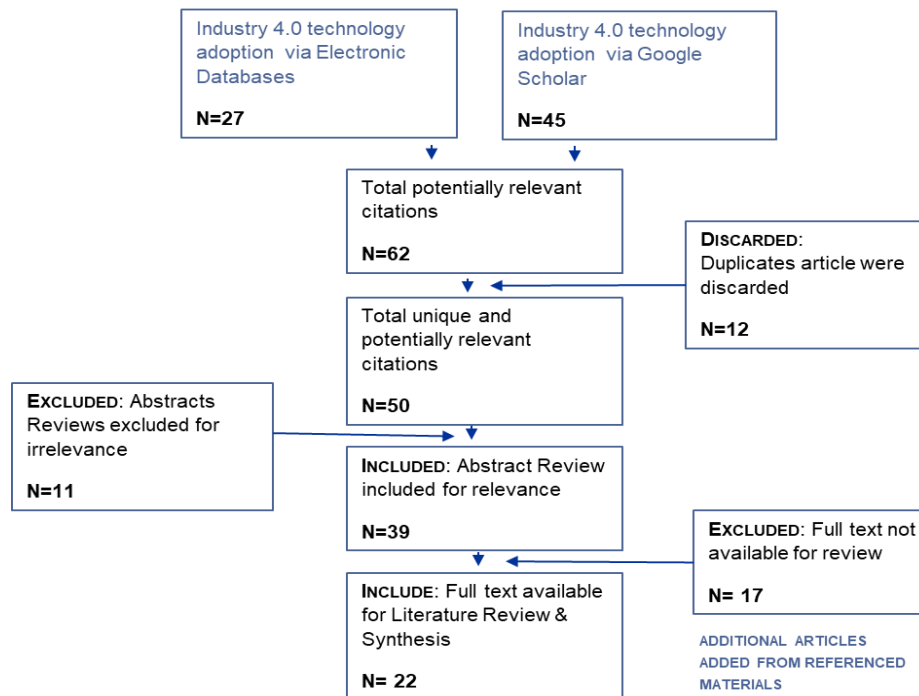 Industry 4.0 technology
adoption via Electronic
Databases
N=27
Industry 4.0 technology
adoption via Google
Scholar
N=45
Total potentially relevant
citations
N=62
DISCARDED:
Duplicates article were
discarded
N=12
Total unique and
potentially relevant
citations
N=50
EXCLUDED: Abstracts
Reviews excluded for
irrelevance
N=11
INCLUDED: Abstract Review
included for relevance
N=39
EXCLUDED: Full text not
available for review
N= 17
INCLUDE: Full text available
for Literature Review &
Synthesis
N= 22
ADDITIONAL ARTICLES
ADDED FROM REFERENCED
MATERIALS